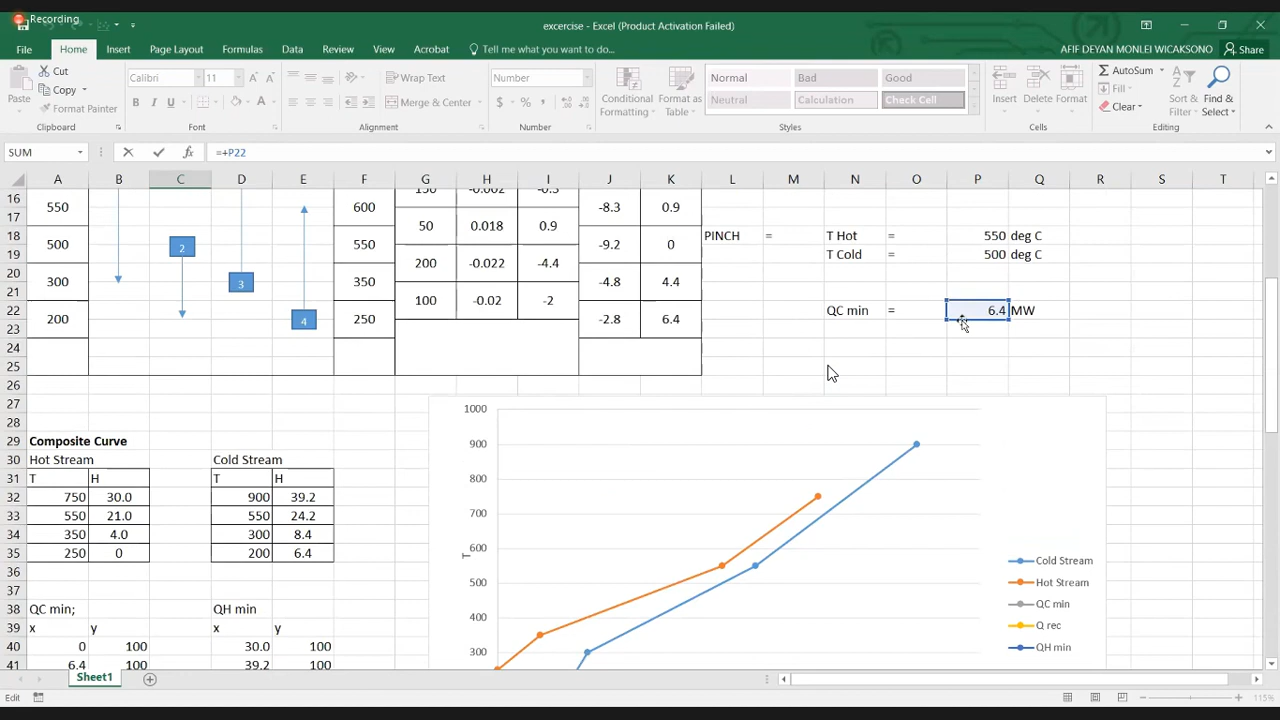 Recording
excercise - Excel (Product Activation Failed)
File Home Insert Page Layout Formulas Data Review View Acrobat Tell me what you want to do... AFIF DEYAN MONLEI WICAKSONO Share
Paste Cut Copy Format Painter
Calibri 11
Wrap Text Merge & Center
Number
$ % ,
Conditional Formatting Format as Table
Normal Bad Good
Neutral Calculation Check Cell
Insert Delete Format
AutoSum Fill Clear
Sort & Filter Find & Select
Clipboard Font Alignment Number Styles Cells Editing
SUM fx =+P22
A B C D E F G H I J K L M N O P Q R S T
16 150 -0.002 -0.3
17 550 600 -8.3 0.9
18 50 0.018 0.9 PINCH = T Hot = 550 deg C
19 500 2 550 -9.2 0 T Cold = 500 deg C
20 200 -0.022 -4.4
21 300 3 350 -4.8 4.4
22 100 -0.02 -2 QC min = 6.4 MW
23 200 4 250 -2.8 6.4
24
25
26
27
28
29 Composite Curve
30 Hot Stream Cold Stream
31 T H T H
32 750 30.0 900 39.2
33 550 21.0 550 24.2
34 350 4.0 300 8.4
35 250 0 200 6.4
36
37
38 QC min; QH min
39 x y x y
40 0 100 30.0 100
41 6.4 100 39.2 100
1000
900
800
700
600
500
400
300
T
Cold Stream
Hot Stream
QC min
Q rec
QH min
Sheet1
Edit
115%